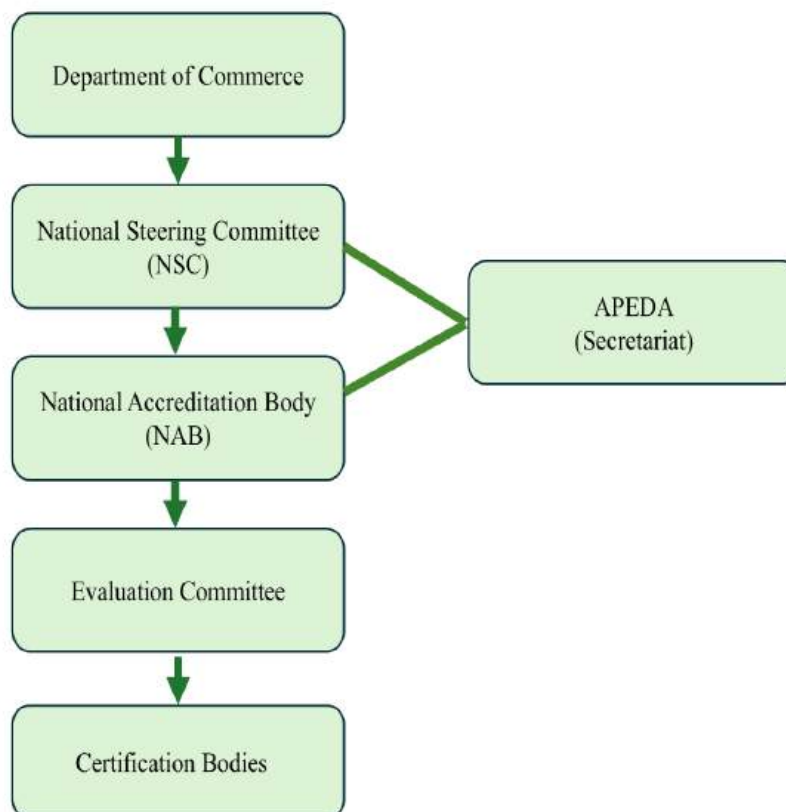 Department of Commerce
National Steering Committee
(NSC)
APEDA
(Secretariat)
National Accreditation Body
(NAB)
Evaluation Committee
Certification Bodies